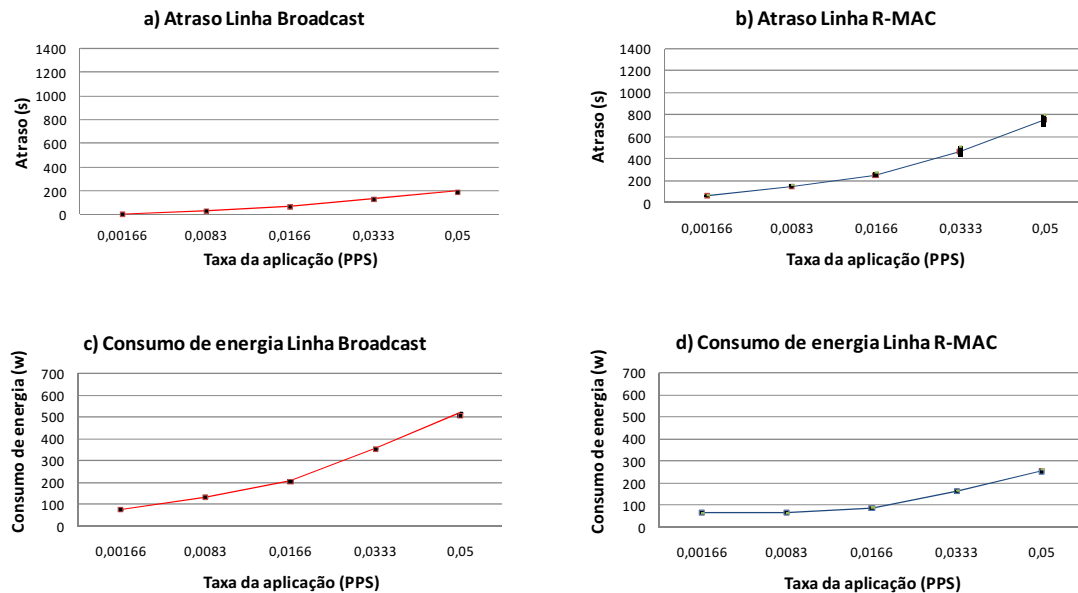 a) Atraso Linha Broadcast
1400
1200
1000
800
600
400
200
0
Atraso (s)
0,00166 0,0083 0,0166 0,0333 0,05
Taxa da aplicação (PPS)
b) Atraso Linha R-MAC
1400
1200
1000
800
600
400
200
0
Atraso (s)
0,00166 0,0083 0,0166 0,0333 0,05
Taxa da aplicação (PPS)
c) Consumo de energia Linha Broadcast
700
600
500
400
300
200
100
0
Consumo de energia (w)
0,00166 0,0083 0,0166 0,0333 0,05
Taxa da aplicação (PPS)
d) Consumo de energia Linha R-MAC
700
600
500
400
300
200
100
0
Consumo de energia (w)
0,00166 0,0083 0,0166 0,0333 0,05
Taxa da aplicação (PPS)